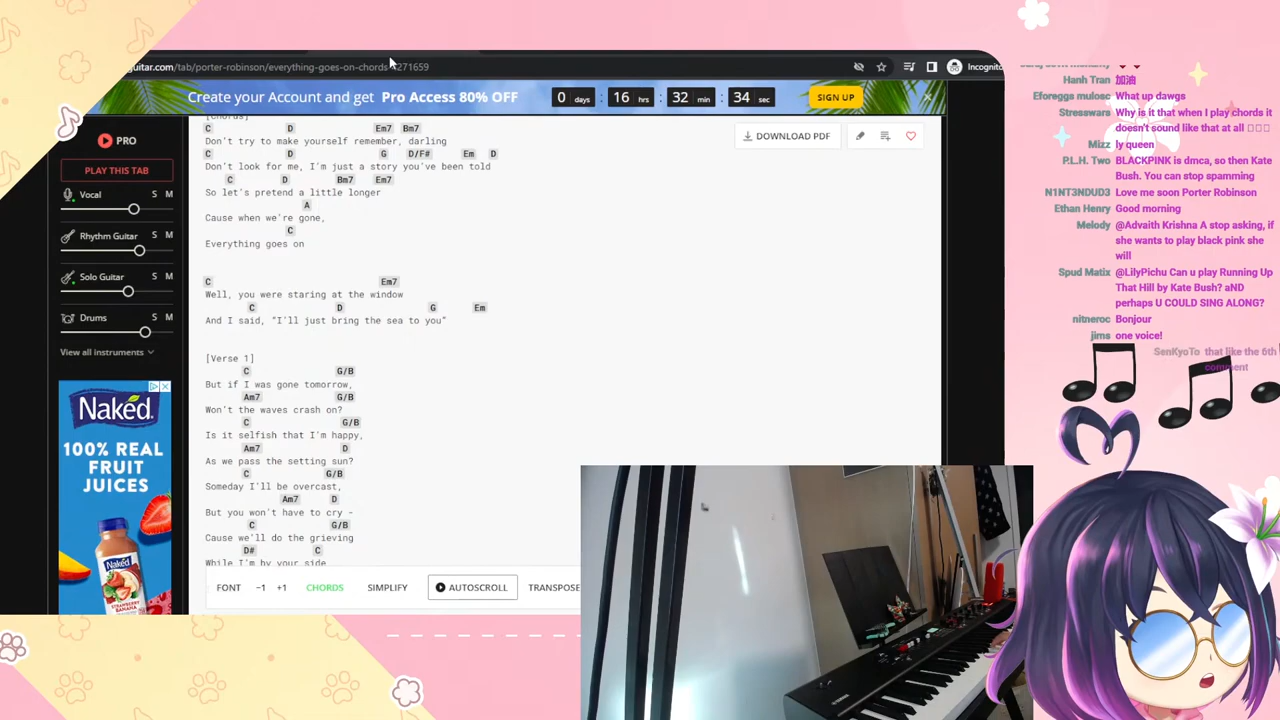 guitar.com/tab/porter-robinson/everything-goes-on-chords
271659
Incognito
Create your Account and get Pro Access 80% OFF
0 days : 16 hrs : 32 min : 34 sec
SIGN UP
PRO
PLAY THIS TAB
Vocal S M
Rhythm Guitar S M
Solo Guitar S M
Drums S M
View all instruments
Naked
100% REAL
FRUIT
JUICES
DOWNLOAD PDF
[Chorus]
C D Em7 Bm7
Don't try to make yourself remember, darling
C D G D/F# Em D
Don't look for me, I'm just a story you've been told
C D Bm7 Em7
So let's pretend a little longer
A
Cause when we're gone,
C
Everything goes on
C Em7
Well, you were staring at the window
C D G Em
And I said, "I'll just bring the sea to you"
[Verse 1]
C G/B
But if I was gone tomorrow,
Am7 G/B
Won't the waves crash on?
C G/B
Is it selfish that I'm happy,
Am7 D
As we pass the setting sun?
C G/B
Someday I'll be overcast,
Am7 D
But you won't have to cry -
C G/B
Cause we'll do the grieving
D# C
While I'm by your side
FONT −1 +1 CHORDS SIMPLIFY AUTOSCROLL TRANSPOSE
Hanh Tran 加油
Eforeggs mulosc What up dawgs
Stresswars Why is it that when I play chords it
doesn't sound like that at all
Mizz ly queen
P.L.H. Two BLACKPINK is dmca, so then Kate
Bush. You can stop spamming
N1NT3NDUD3 Love me soon Porter Robinson
Ethan Henry Good morning
Melody @Advaith Krishna A stop asking, if
she wants to play black pink she
will
Spud Matix @LilyPichu Can u play Running Up
That Hill by Kate Bush? aND
perhaps U COULD SING ALONG?
nitneroc Bonjour
jims one voice!
SenKyoTo that like the 6th
comment